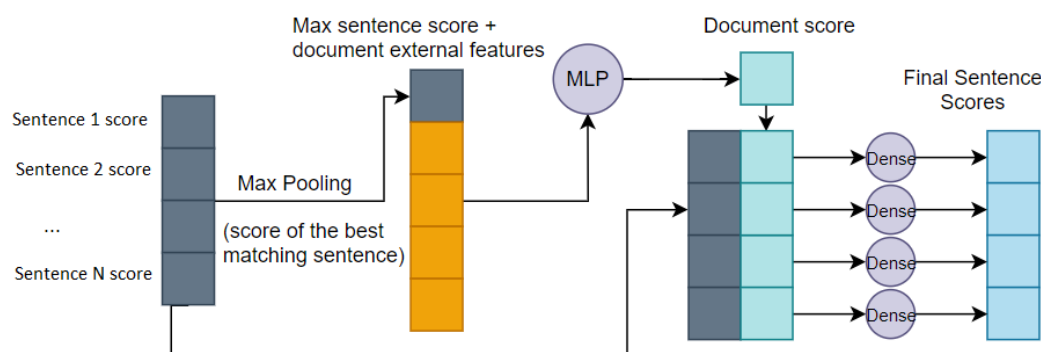 Max sentence score +
document external features
Document score
MLP
Final Sentence
Scores
Sentence 1 score
Sentence 2 score
...
Sentence N score
Max Pooling
(score of the best
matching sentence)
Dense
Dense
Dense
Dense